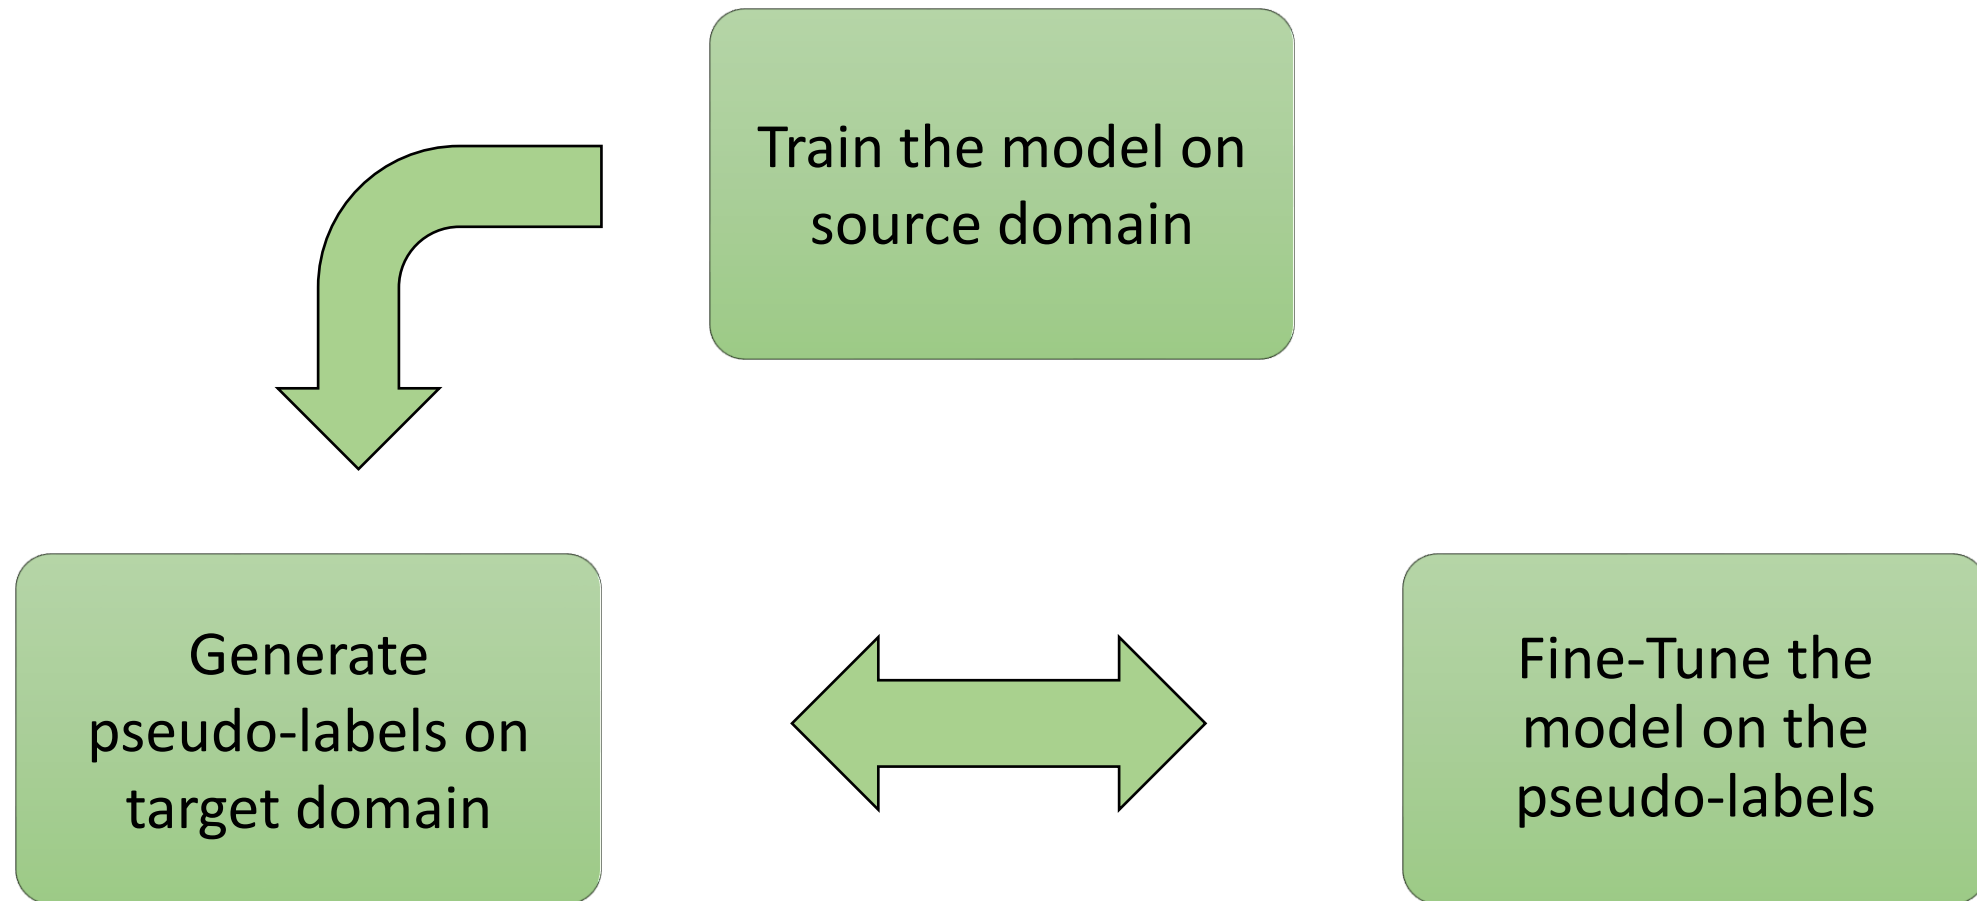 Train the model on
source domain
Generate
pseudo-labels on
target domain
Fine-Tune the
model on the
pseudo-labels